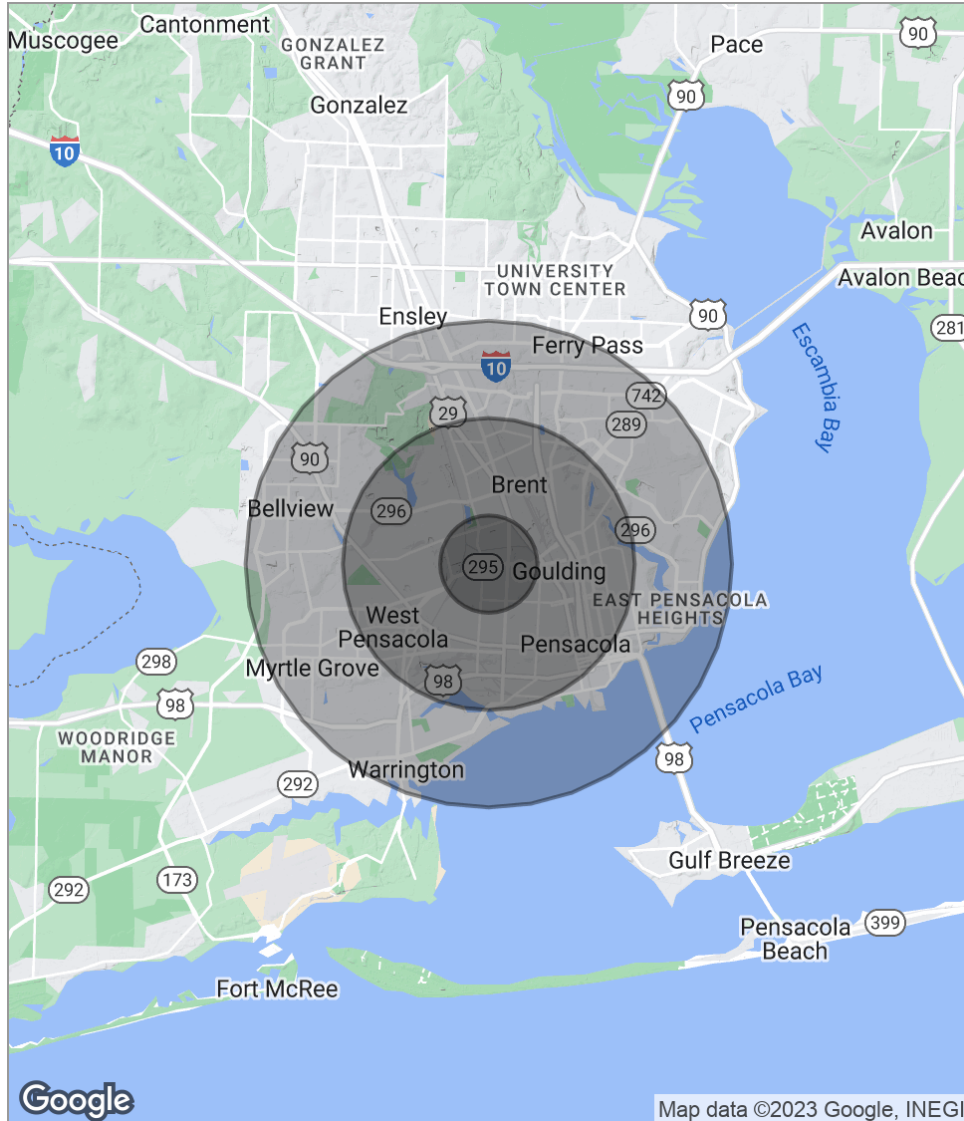 Cantonment
Muscogee
GONZALEZ
GRANT
90
Pace
90
Gonzalez
10
Avalon
UNIVERSITY
TOWN CENTER
Avalon Beac
Ensley
90
281
Ferry Pass
Escambia Bay
10
742
29
289
90
Brent
Bellview
296
296
295
Goulding
EAST PENSACOLA
HEIGHTS
West
Pensacola
Pensacola
298
Myrtle Grove
98
Pensacola Bay
98
WOODRIDGE
MANOR
Warrington
98
292
Gulf Breeze
292
173
Pensacola
Beach
399
Fort McRee
Google
Map data ©2023 Google, INEGI